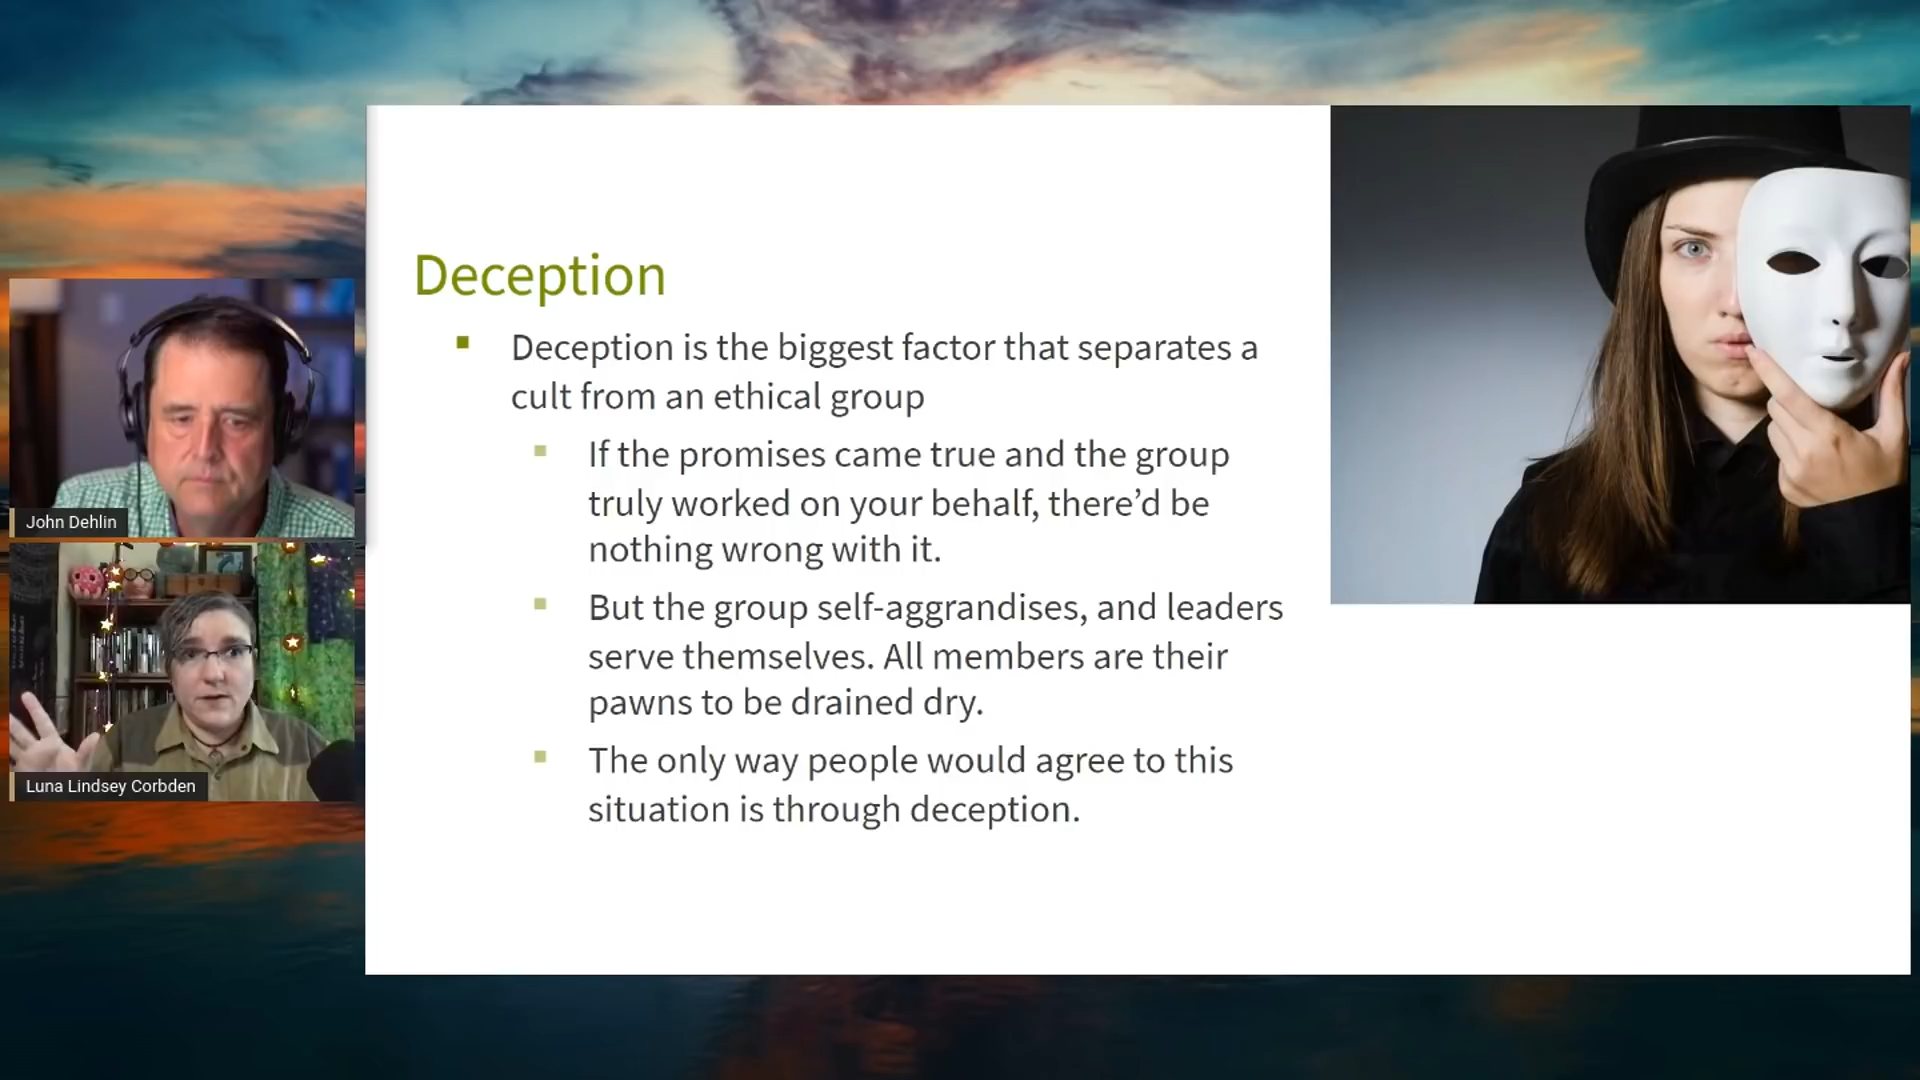 Deception
Deception is the biggest factor that separates a
cult from an ethical group
If the promises came true and the group
truly worked on your behalf, there’d be
nothing wrong with it.
But the group self-aggrandises, and leaders
serve themselves. All members are their
pawns to be drained dry.
The only way people would agree to this
situation is through deception.
John Dehlin
Luna Lindsey Corbden